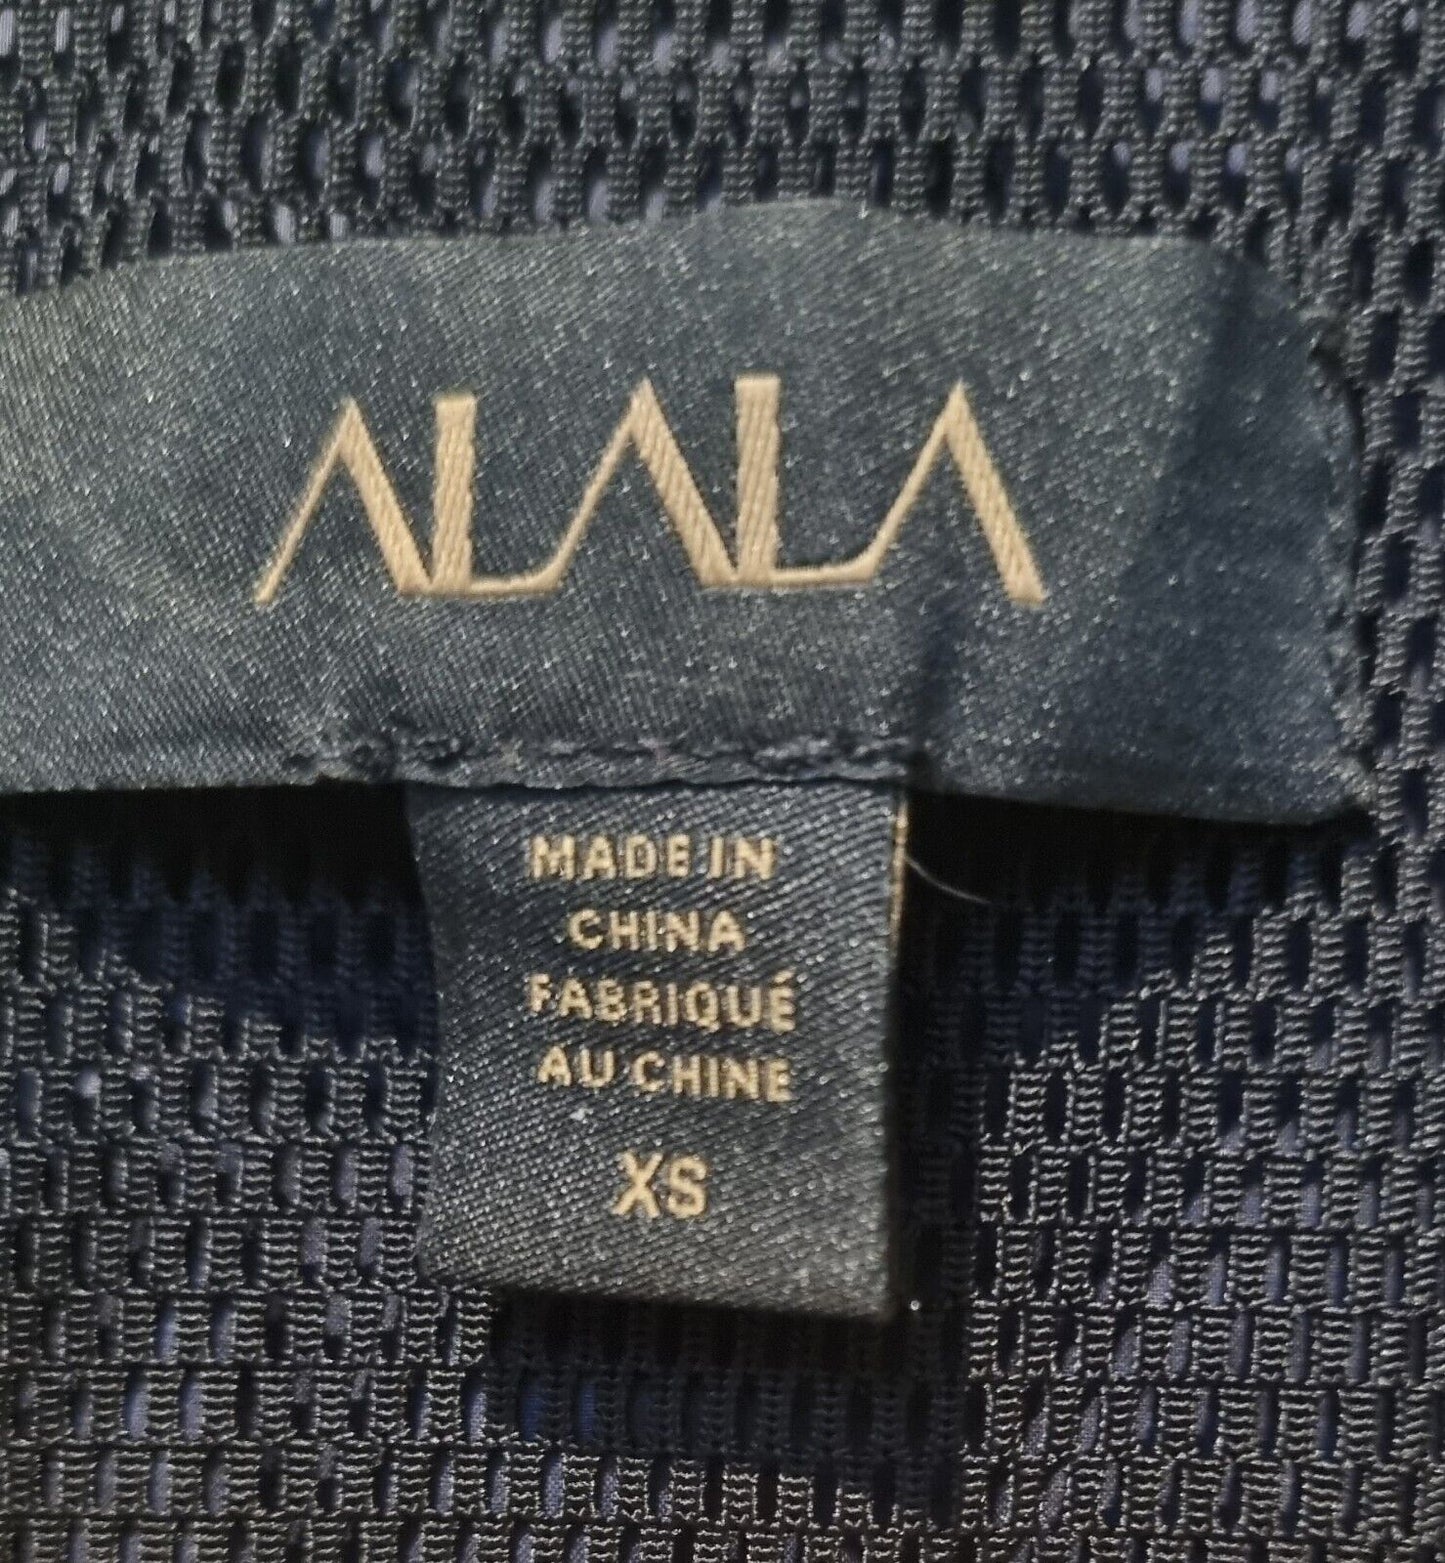 ALALA
MADE IN
CHINA
FABRIQUÉ
AU CHINE
XS